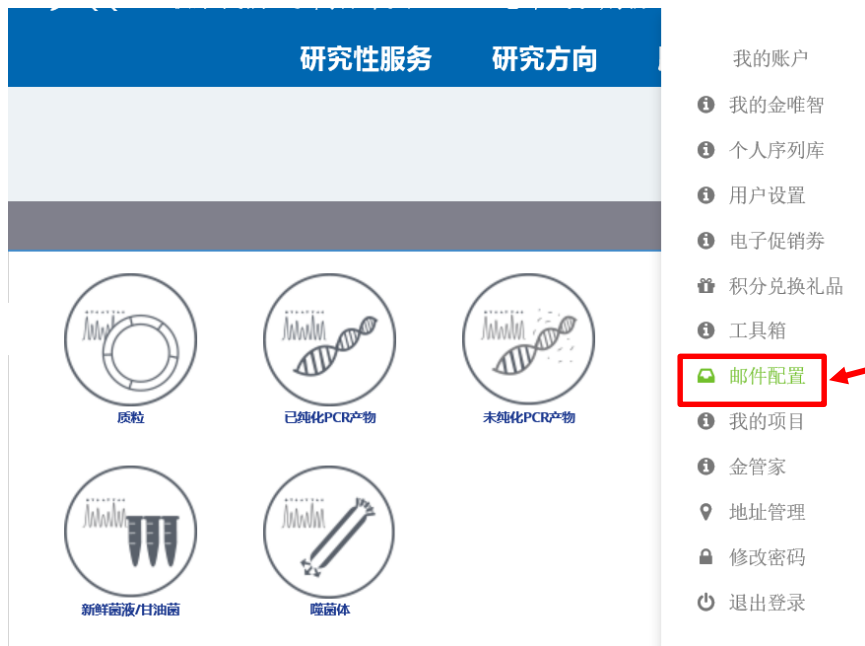 研究性服务 研究方向
质粒
已纯化PCR产物
未纯化PCR产物
新鲜菌液/甘油菌
噬菌体
我的账户
我的金唯智
个人序列库
用户设置
电子促销券
积分兑换礼品
工具箱
邮件配置
我的项目
金管家
地址管理
修改密码
退出登录